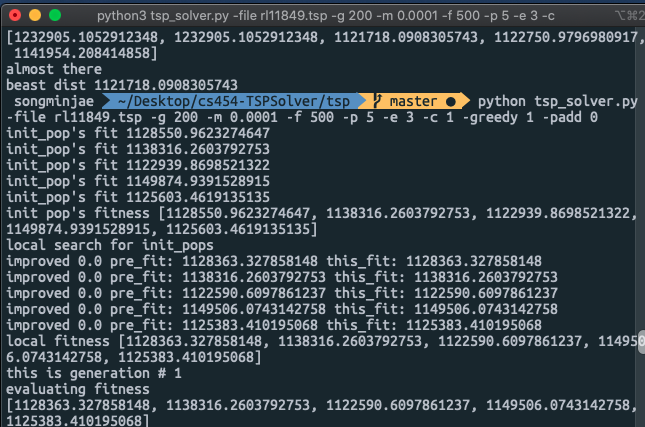 python3 tsp_solver.py -file rl11849.tsp -g 200 -m 0.0001 -f 500 -p 5 -e 3 -c
⌥⌘2
[1232905.1052912348, 1232905.1052912348, 1121718.0908305743, 1122750.9796980917,
1141954.208414858]
almost there
beast dist 1121718.0908305743
songminjae ~/Desktop/cs454-TSPSolver/tsp master ● python tsp_solver.py
-file rl11849.tsp -g 200 -m 0.0001 -f 500 -p 5 -e 3 -c 1 -greedy 1 -padd 0
init_pop's fit 1128550.9623274647
init_pop's fit 1138316.2603792753
init_pop's fit 1122939.8698521322
init_pop's fit 1149874.9391528915
init_pop's fit 1125603.4619135135
init pop's fitness [1128550.9623274647, 1138316.2603792753, 1122939.8698521322,
1149874.9391528915, 1125603.4619135135]
local search for init_pops
improved 0.0 pre_fit: 1128363.327858148 this_fit: 1128363.327858148
improved 0.0 pre_fit: 1138316.2603792753 this_fit: 1138316.2603792753
improved 0.0 pre_fit: 1122590.6097861237 this_fit: 1122590.6097861237
improved 0.0 pre_fit: 1149506.0743142758 this_fit: 1149506.0743142758
improved 0.0 pre_fit: 1125383.410195068 this_fit: 1125383.410195068
local fitness [1128363.327858148, 1138316.2603792753, 1122590.6097861237, 114950
6.0743142758, 1125383.410195068]
this is generation # 1
evaluating fitness
[1128363.327858148, 1138316.2603792753, 1122590.6097861237, 1149506.0743142758,
1125383.410195068]